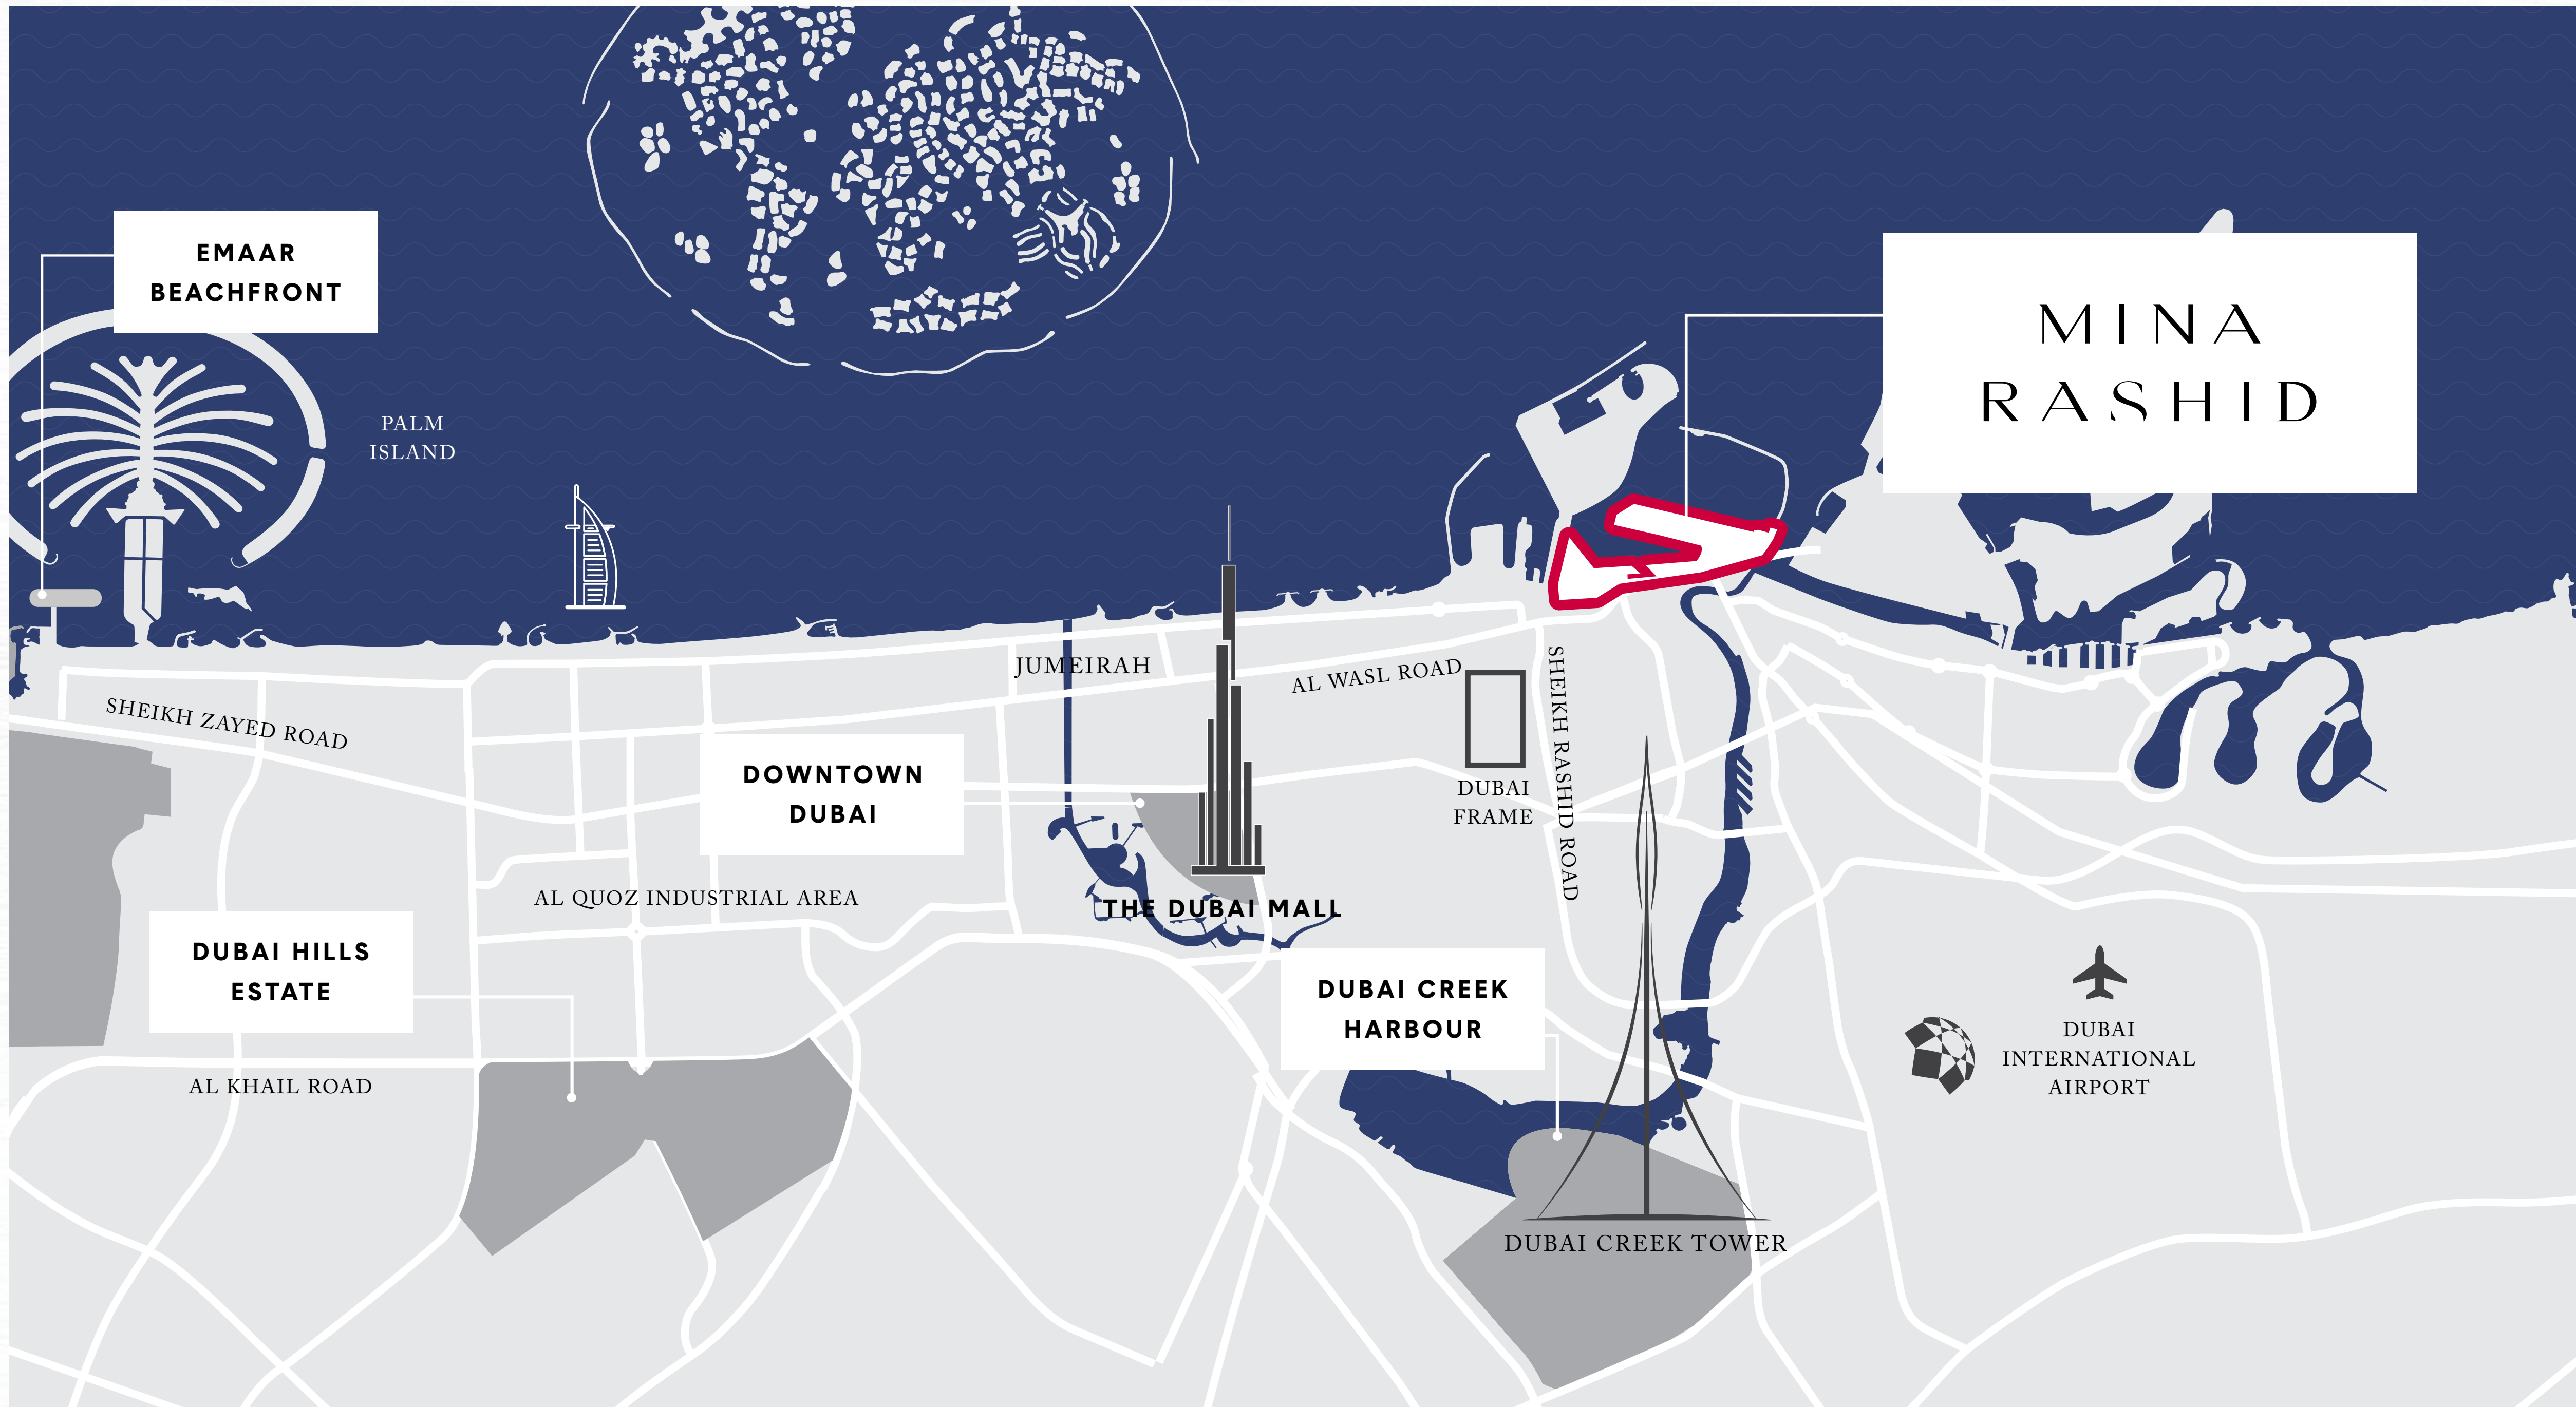 EMAAR
BEACHFRONT
MINA
RASHID
PALM
ISLAND
JUMEIRAH
AL WASL ROAD
SHEIKH RASHID ROAD
SHEIKH ZAYED ROAD
DOWNTOWN
DUBAI
DUBAI
FRAME
AL QUOZ INDUSTRIAL AREA
THE DUBAI MALL
DUBAI HILLS
ESTATE
DUBAI CREEK
HARBOUR
DUBAI
INTERNATIONAL
AIRPORT
AL KHAIL ROAD
DUBAI CREEK TOWER